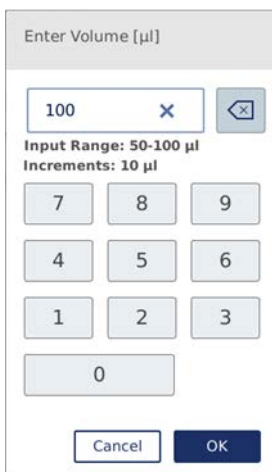 Enter Volume [µl]
100
Input Range: 50-100 µl
Increments: 10 µl
7 8 9
4 5 6
1 2 3
0
Cancel OK